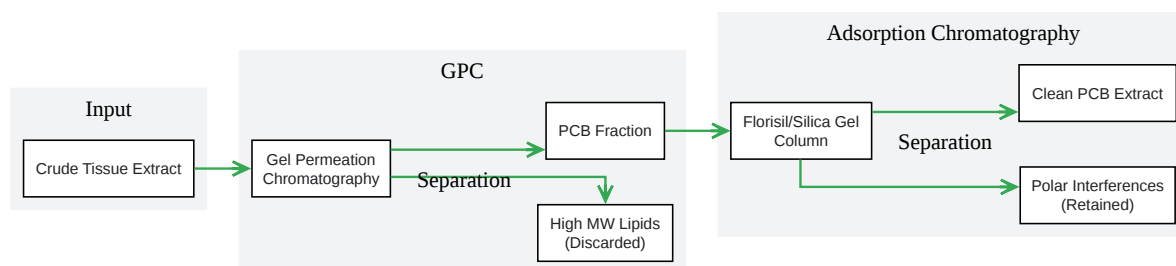 Input
Crude Tissue Extract
GPC
Gel Permeation
Chromatography
Separation
PCB Fraction
High MW Lipids
(Discarded)
Adsorption Chromatography
Florisil/Silica Gel
Column
Separation
Clean PCB Extract
Polar Interferences
(Retained)